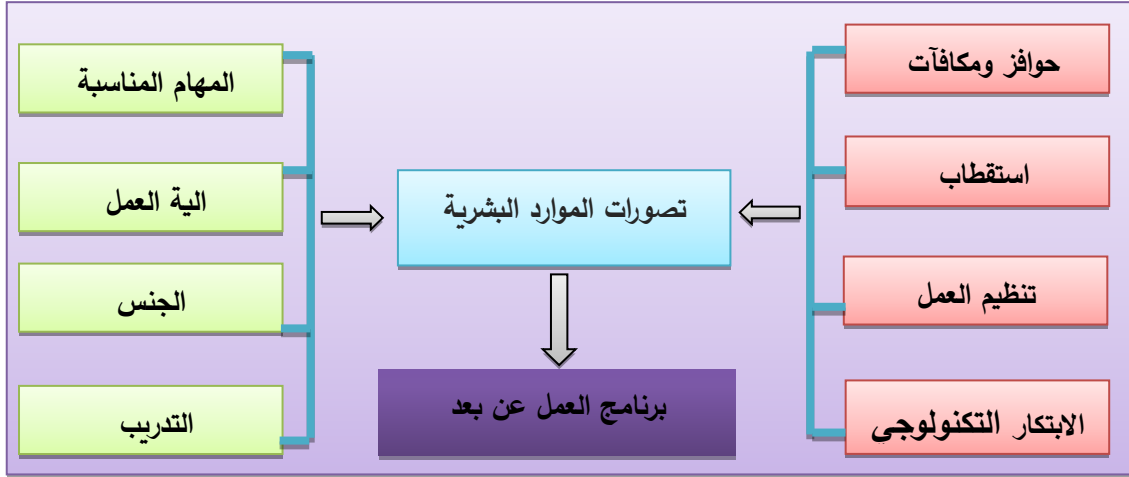 حوافز ومكافآت
استقطاب
تنظيم العمل
الابتكار التكنولوجي
تصورات الموارد البشرية
برنامج العمل عن بعد
المهام المناسبة
الية العمل
الجنس
التدريب